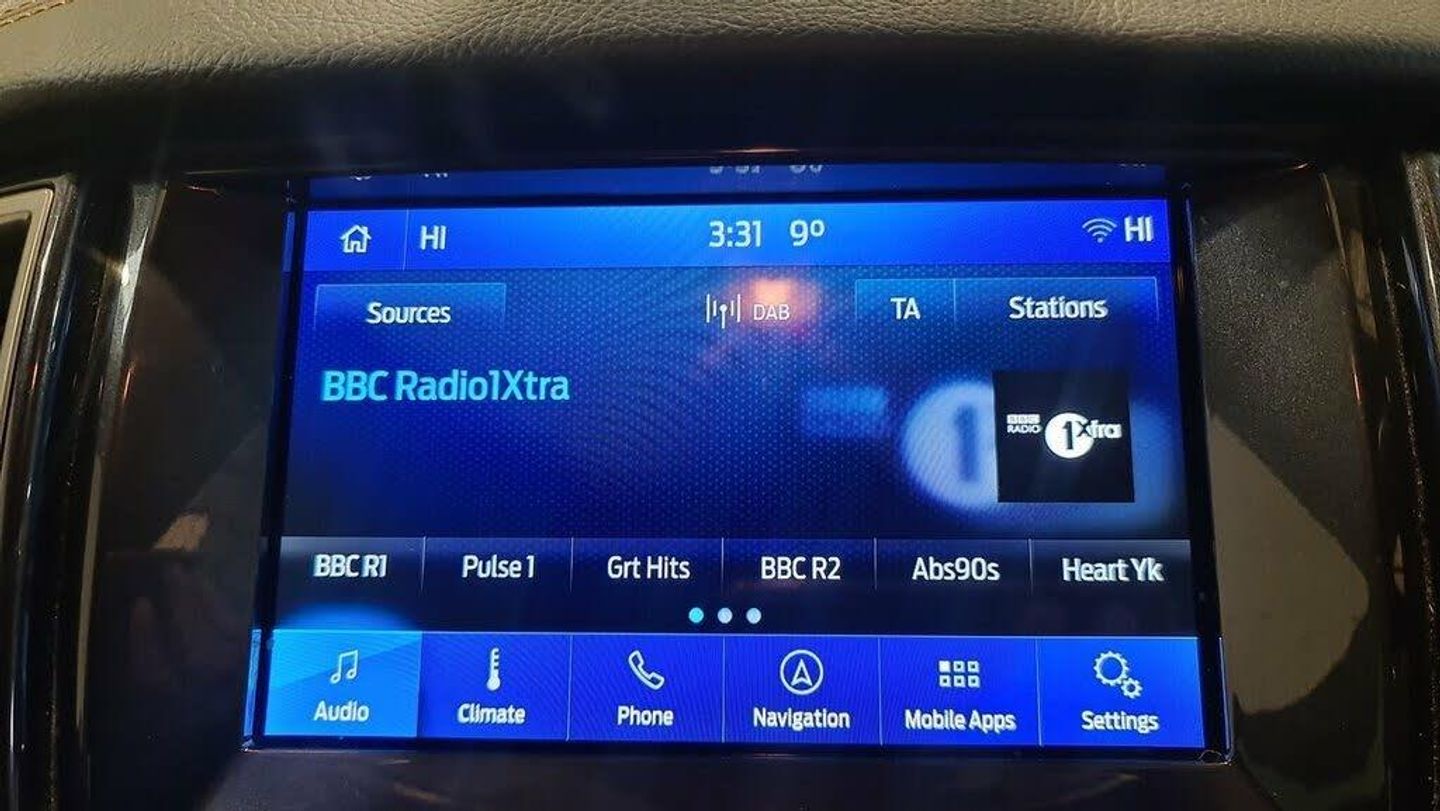 HI 3:31 9° HI
Sources DAB TA Stations
BBC Radio1Xtra
BBC RADIO 1Xtra
BBC R1 Pulse 1 Grt Hits BBC R2 Abs90s Heart Yk
Audio Climate Phone Navigation Mobile Apps Settings